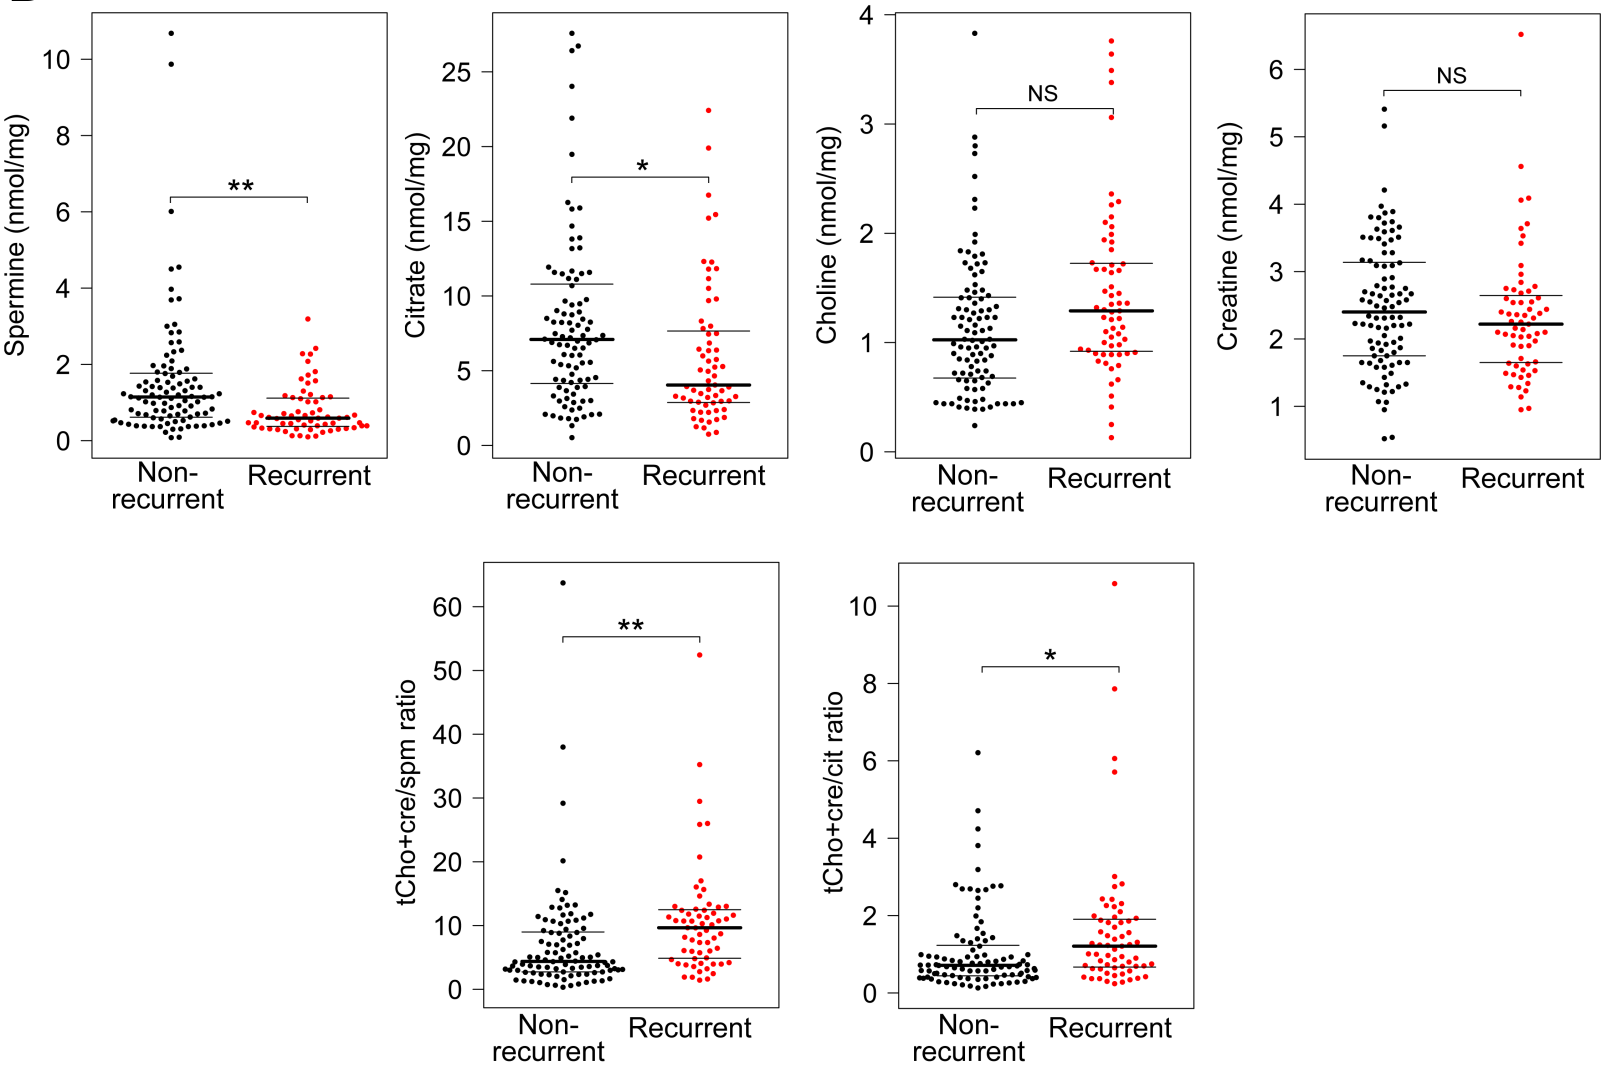 Spermine (nmol/mg)
10
8
6
4
2
0
**
Non-
recurrent
Recurrent
Citrate (nmol/mg)
25
20
15
10
5
0
*
Non-
recurrent
Recurrent
Choline (nmol/mg)
4
3
2
1
0
NS
Non-
recurrent
Recurrent
Creatine (nmol/mg)
6
5
4
3
2
1
NS
Non-
recurrent
Recurrent
tCho+cre/spm ratio
60
50
40
30
20
10
0
**
Non-
recurrent
Recurrent
tCho+cre/cit ratio
10
8
6
4
2
0
*
Non-
recurrent
Recurrent